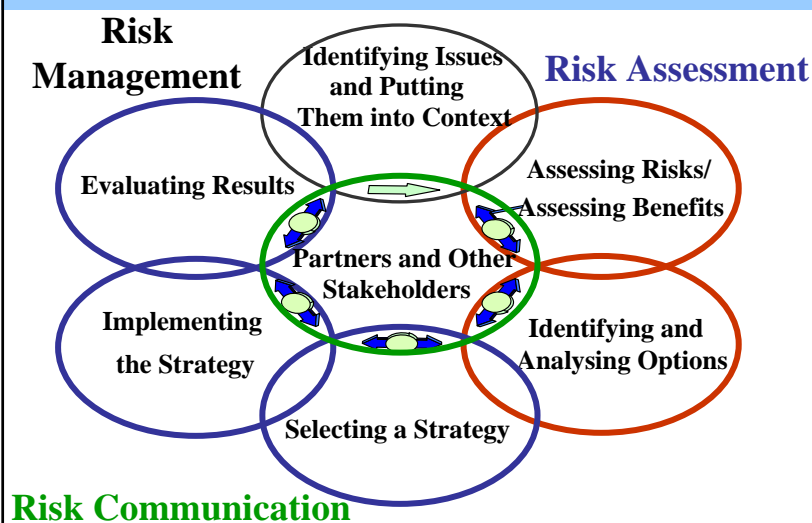 Risk
Management
Identifying Issues
and Putting
Them into Context
Risk Assessment
Evaluating Results
Assessing Risks/
Assessing Benefits
Partners and Other
Stakeholders
Implementing
the Strategy
Identifying and
Analysing Options
Selecting a Strategy
Risk Communication